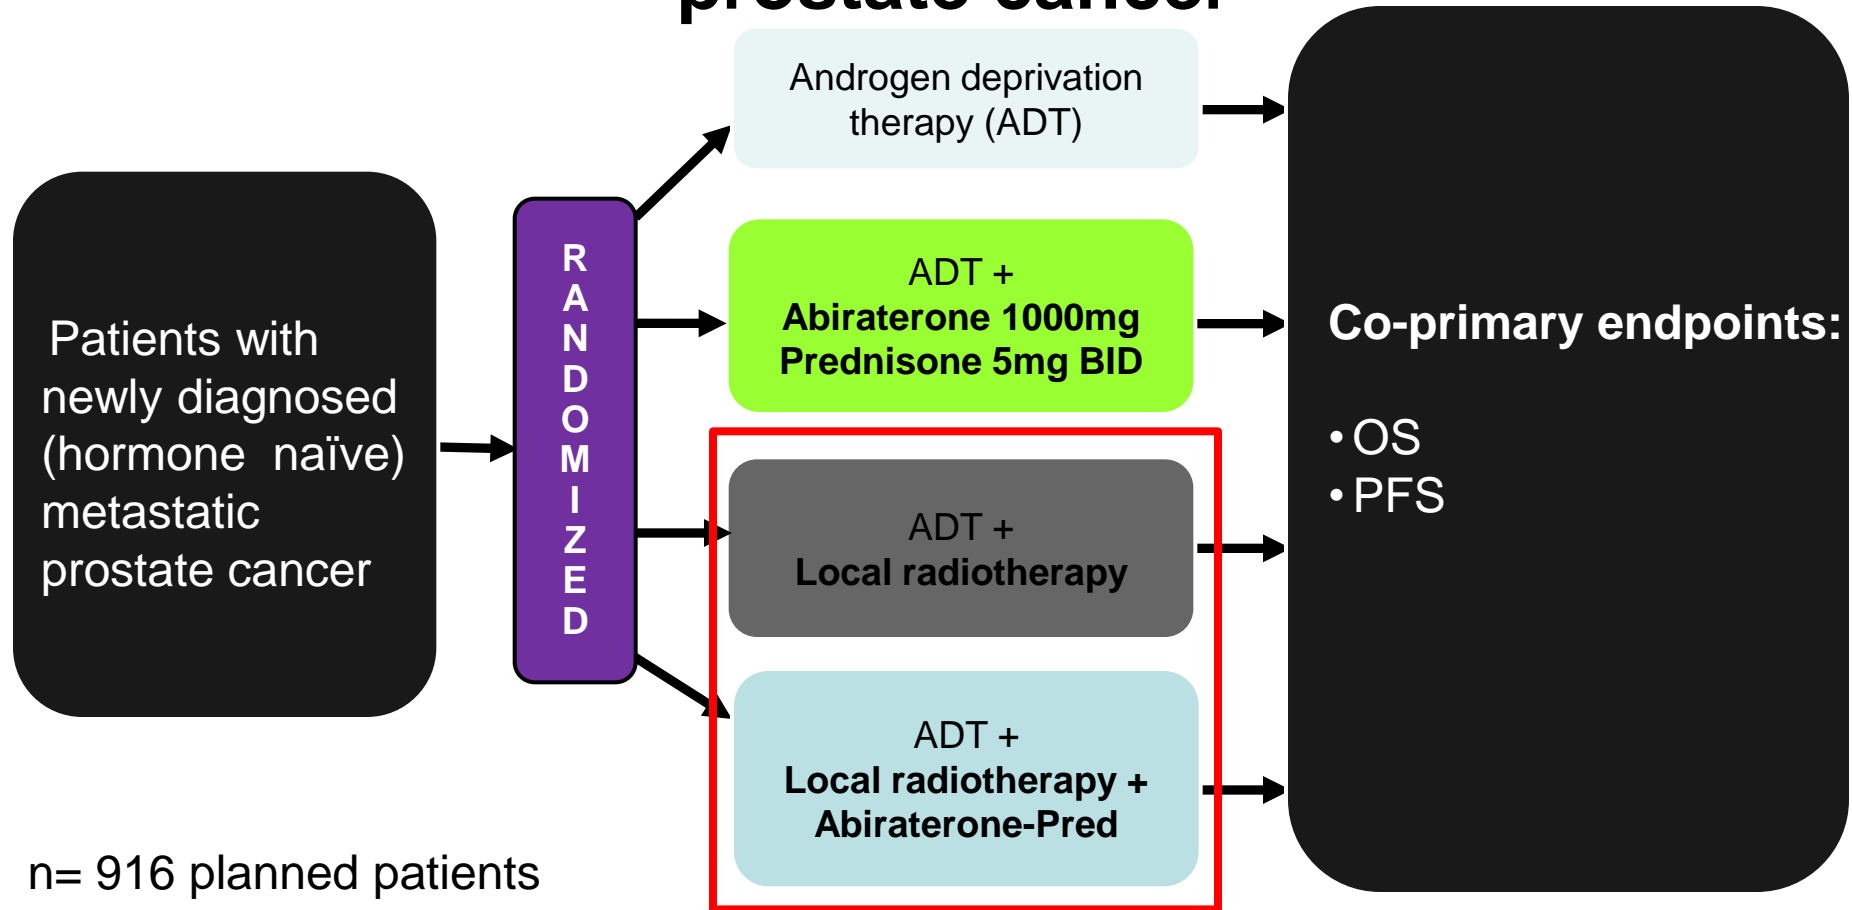 prostate cancer
Androgen deprivation
therapy (ADT)
Patients with
newly diagnosed
(hormone naïve)
metastatic
prostate cancer
R
A
N
D
O
M
I
Z
E
D
ADT +
Abiraterone 1000mg
Prednisone 5mg BID
ADT +
Local radiotherapy
ADT +
Local radiotherapy +
Abiraterone-Pred
Co-primary endpoints:
• OS
• PFS
n= 916 planned patients